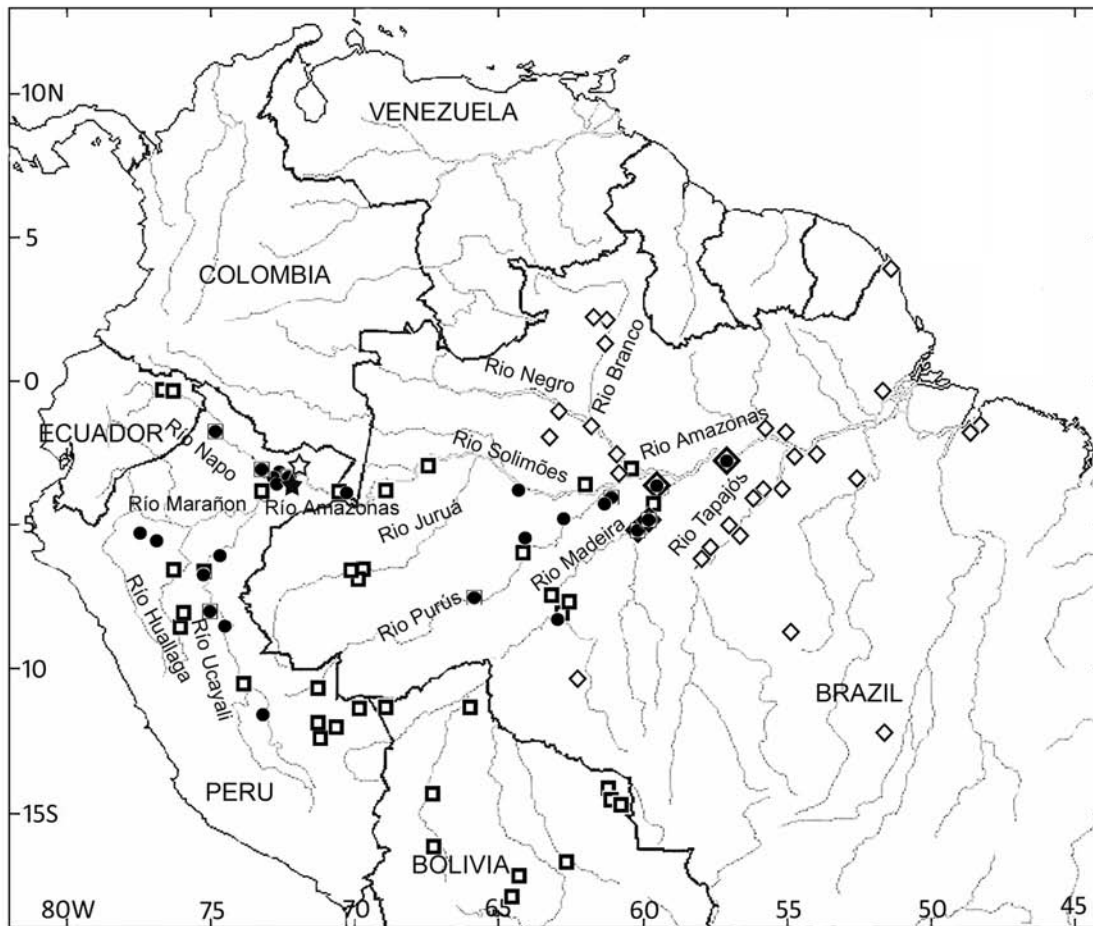 10N
VENEZUELA
5
COLOMBIA
0
Rio Negro
Rio Branco
ECUADOR
Río Napo
Rio Solimões
Rio Amazonas
Río Marañon
Río Amazonas
Rio Juruá
Rio Madeira
Rio Tapajós
5
Río Huallaga
Río Ucayali
Rio Purús
10
BRAZIL
PERU
15S
BOLIVIA
80W 75 70 65 60 55 50 45